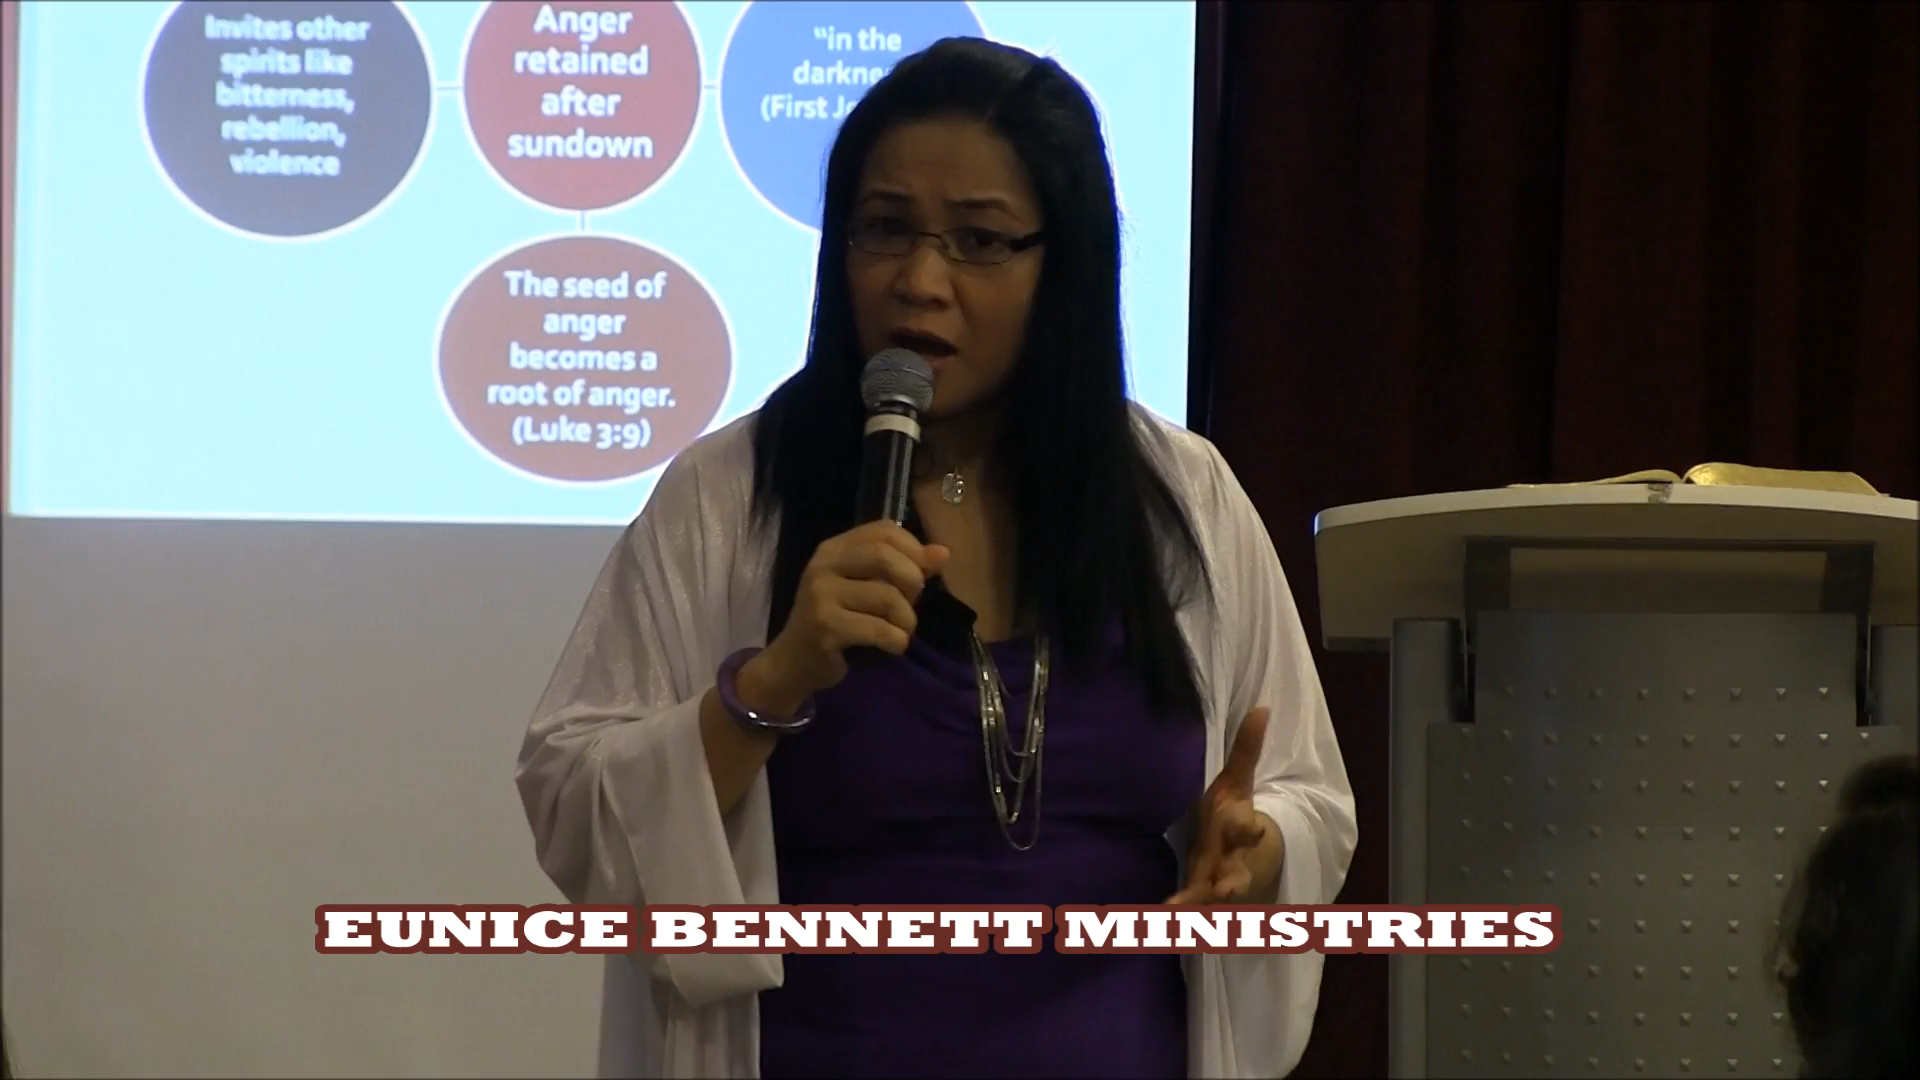 Invites other
spirits like
bitterness,
rebellion,
violence
Anger
retained
after
sundown
"in the
(First
The seed of
anger
becomes a
root of anger.
(Luke 3:9)
EUNICE BENNETT MINISTRIES